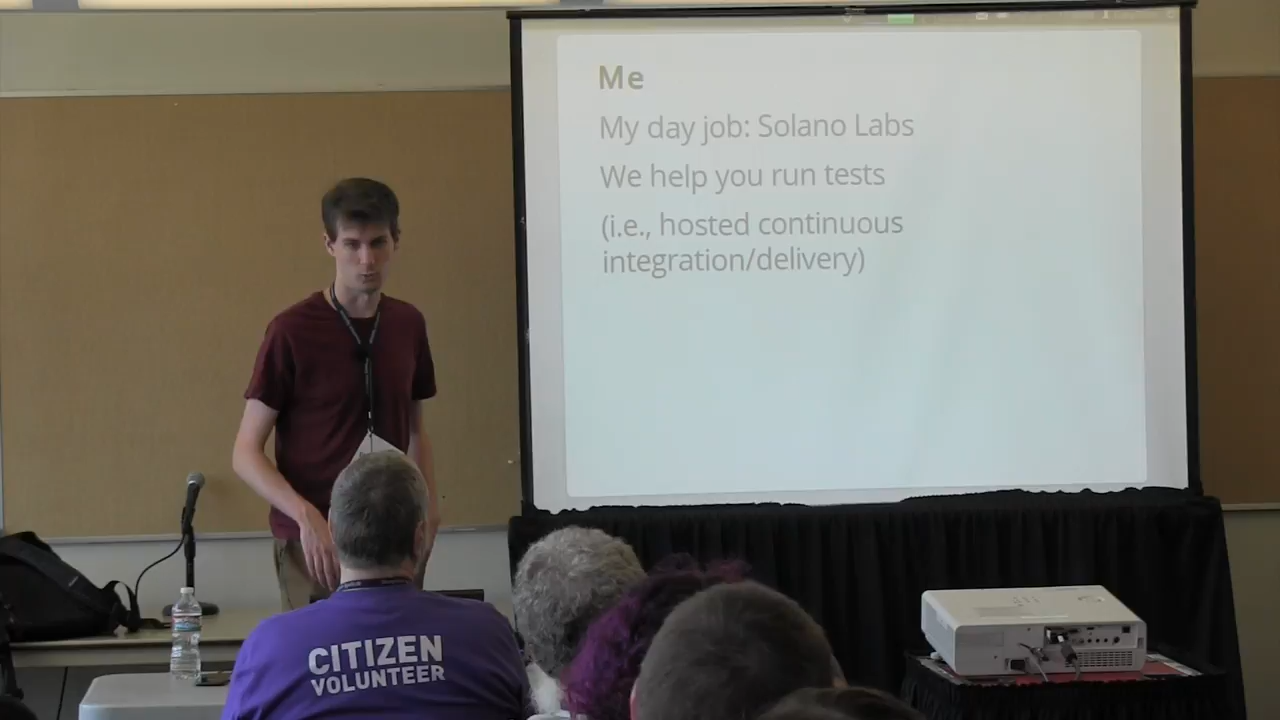 Me
My day job: Solano Labs
We help you run tests
(i.e., hosted continuous
integration/delivery)
CITIZEN
VOLUNTEER